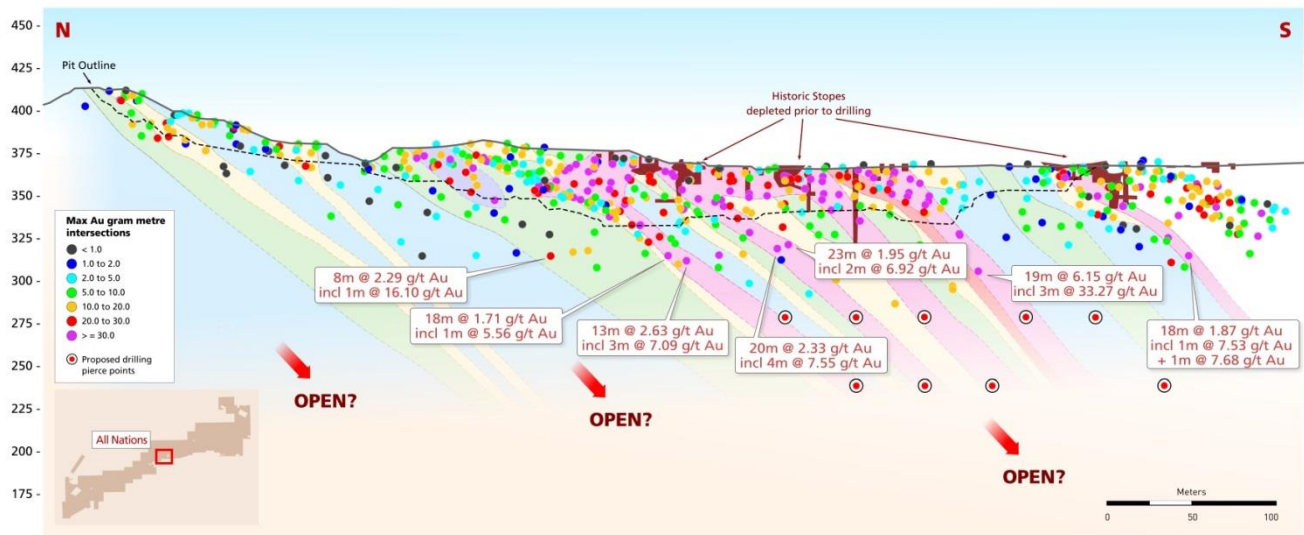 450 -
425 -
400 -
375 -
350 -
325 -
300 -
275 -
250 -
225 -
200 -
175 -
N
S
Pit Outline
Historic Stopes
depleted prior to drilling
Max Au gram metre
intersections
< 1.0
1.0 to 2.0
2.0 to 5.0
5.0 to 10.0
10.0 to 20.0
20.0 to 30.0
> = 30.0
Proposed drilling
pierce points
8m @ 2.29 g/t Au
incl 1m @ 16.10 g/t Au
18m @ 1.71 g/t Au
incl 1m @ 5.56 g/t Au
13m @ 2.63 g/t Au
incl 3m @ 7.09 g/t Au
20m @ 2.33 g/t Au
incl 4m @ 7.55 g/t Au
23m @ 1.95 g/t Au
incl 2m @ 6.92 g/t Au
19m @ 6.15 g/t Au
incl 3m @ 33.27 g/t Au
18m @ 1.87 g/t Au
incl 1m @ 7.53 g/t Au
+ 1m @ 7.68 g/t Au
OPEN?
OPEN?
OPEN?
All Nations
Meters
0 50 100